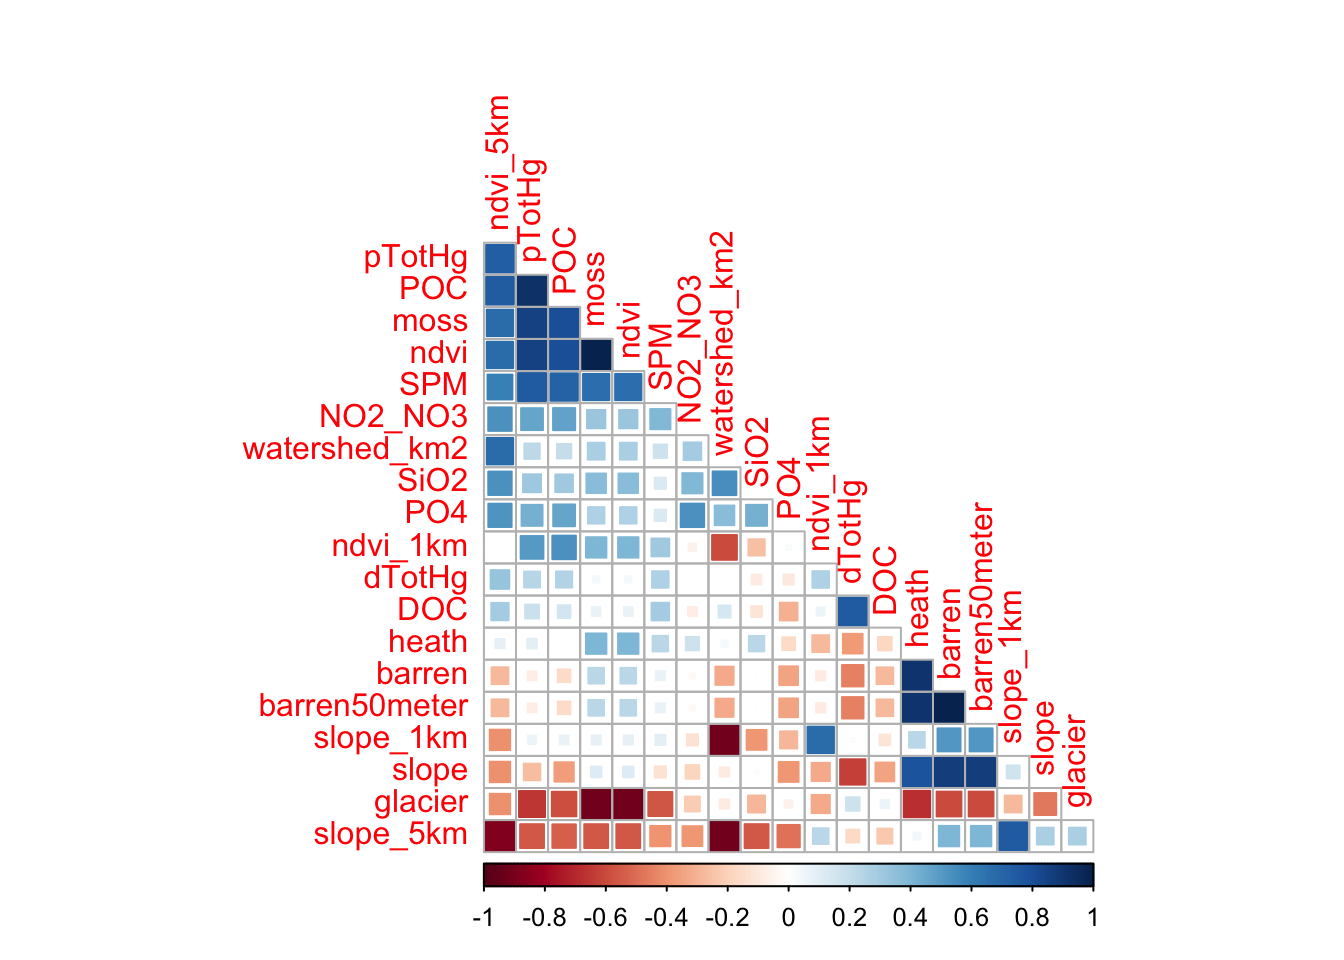 ndvi_5km
pTotHg
POC
moss
ndvi
SPM
NO2_NO3
watershed_km2
SiO2
PO4
ndvi_1km
dTotHg
DOC
heath
barren
barren50meter
slope_1km
slope
glacier
pTotHg
POC
moss
ndvi
SPM
NO2_NO3
watershed_km2
SiO2
PO4
ndvi_1km
dTotHg
DOC
heath
barren
barren50meter
slope_1km
slope
glacier
slope_5km
-1 -0.8 -0.6 -0.4 -0.2 0 0.2 0.4 0.6 0.8 1